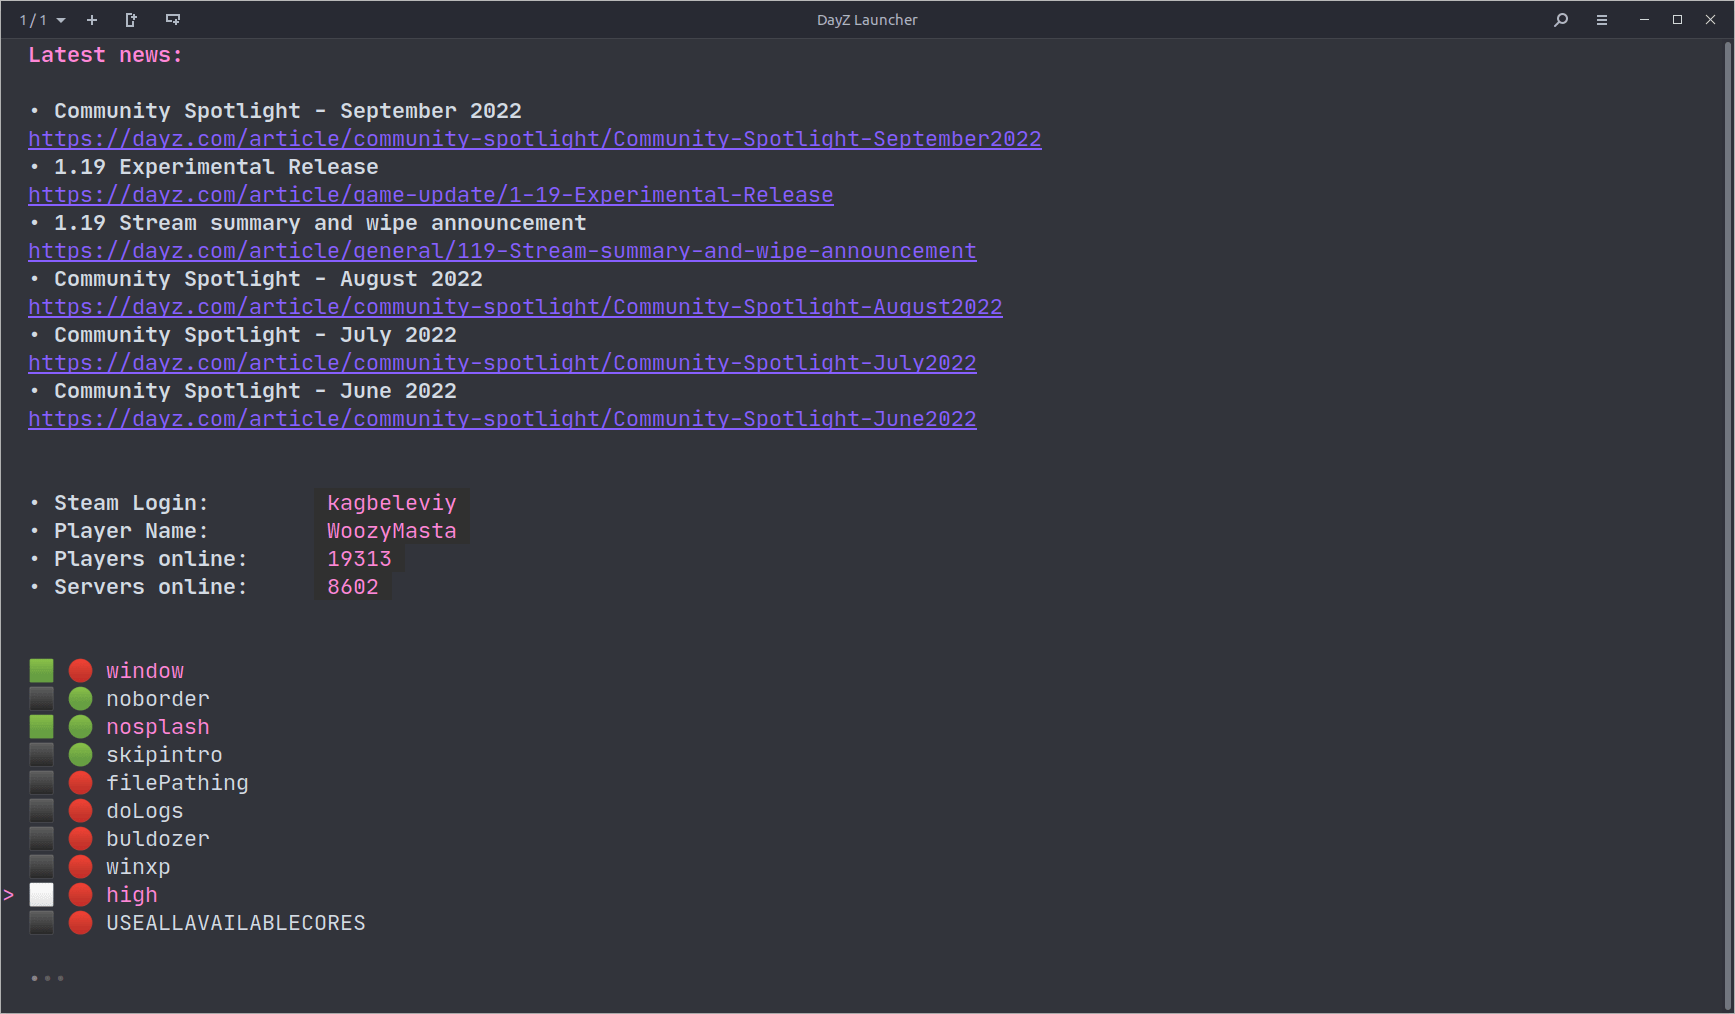 1 / 1
DayZ Launcher
Latest news:
• Community Spotlight - September 2022
https://dayz.com/article/community-spotlight/Community-Spotlight-September2022
• 1.19 Experimental Release
https://dayz.com/article/game-update/1-19-Experimental-Release
• 1.19 Stream summary and wipe announcement
https://dayz.com/article/general/119-Stream-summary-and-wipe-announcement
• Community Spotlight - August 2022
https://dayz.com/article/community-spotlight/Community-Spotlight-August2022
• Community Spotlight - July 2022
https://dayz.com/article/community-spotlight/Community-Spotlight-July2022
• Community Spotlight - June 2022
https://dayz.com/article/community-spotlight/Community-Spotlight-June2022
• Steam Login: kagbeleviy
• Player Name: WoozyMasta
• Players online: 19313
• Servers online: 8602
window
noborder
nosplash
skipintro
filePathing
doLogs
buldozer
winxp
> high
USEALLAVAILABLECORES
•••